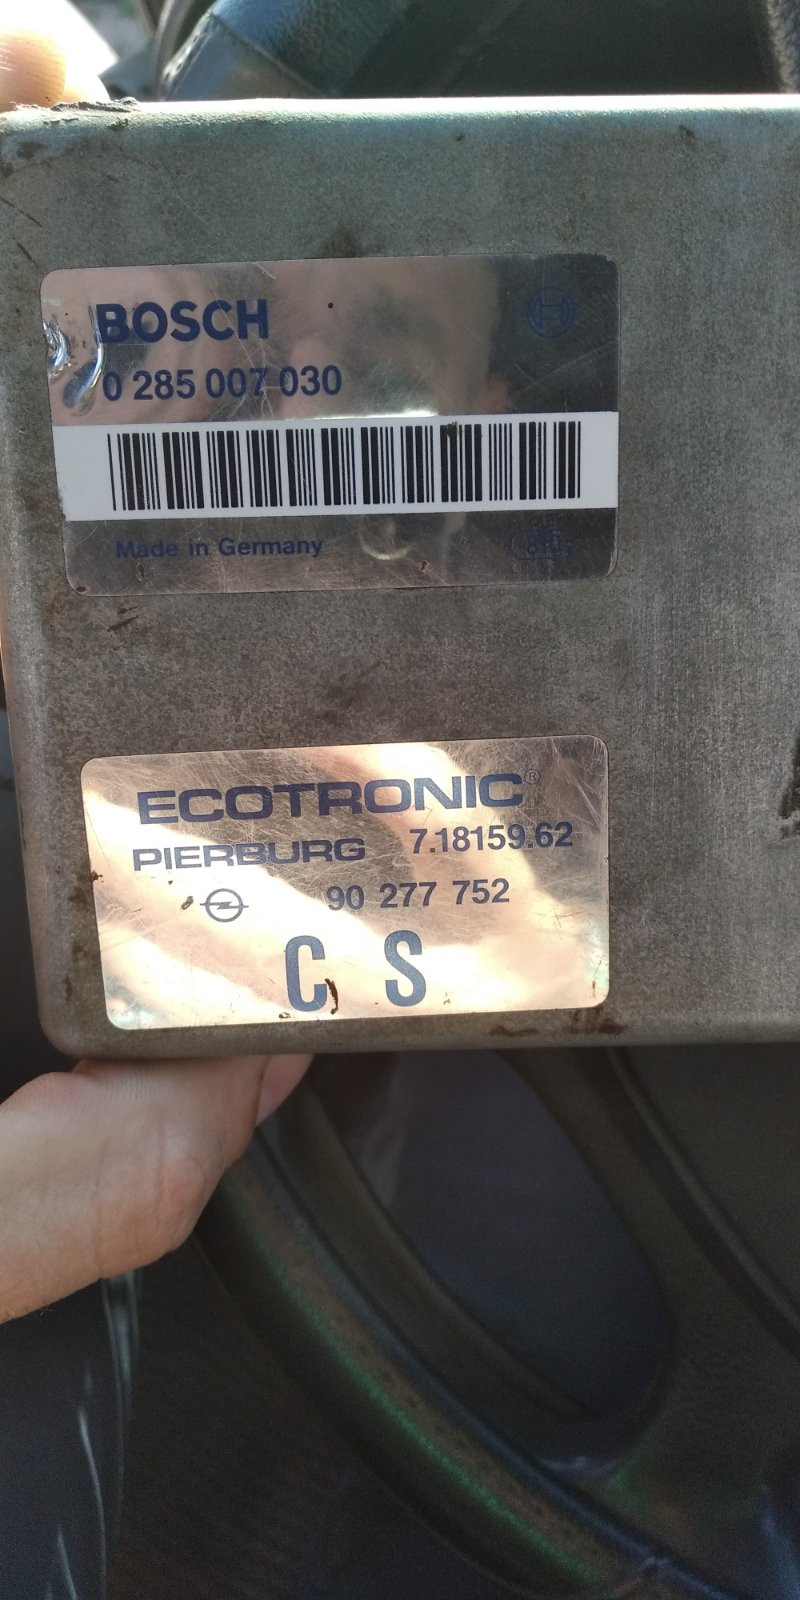 BOSCH
0 285 007 030
Made in Germany
ECOTRONIC®
PIERBURG 7.18159.62
90 277 752
C S